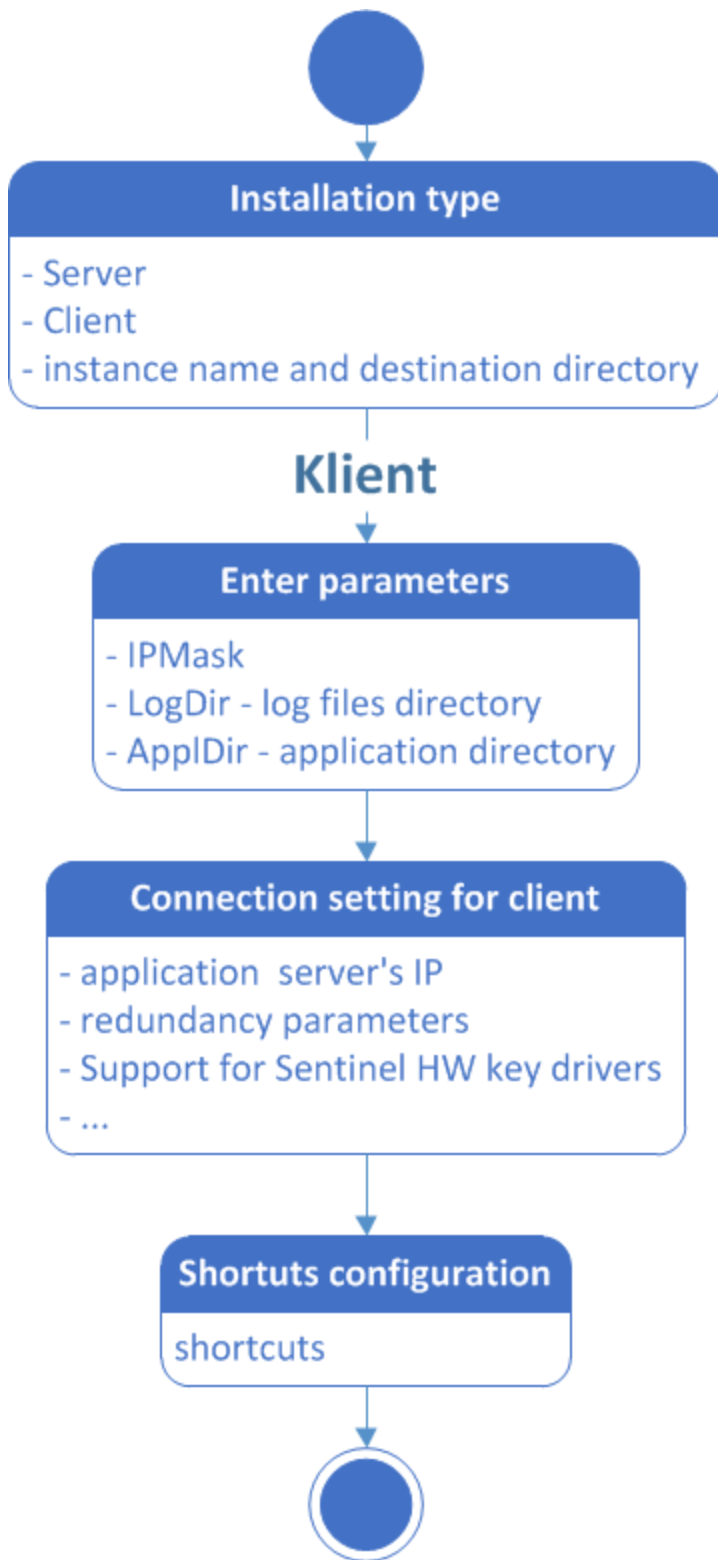 Installation type
- Server
- Client
- instance name and destination directory
Klient
Enter parameters
- IPMask
- LogDir - log files directory
- ApplDir - application directory
Connection setting for client
- application  server's IP
- redundancy parameters
- Support for Sentinel HW key drivers
- ...
Shortuts configuration
shortcuts